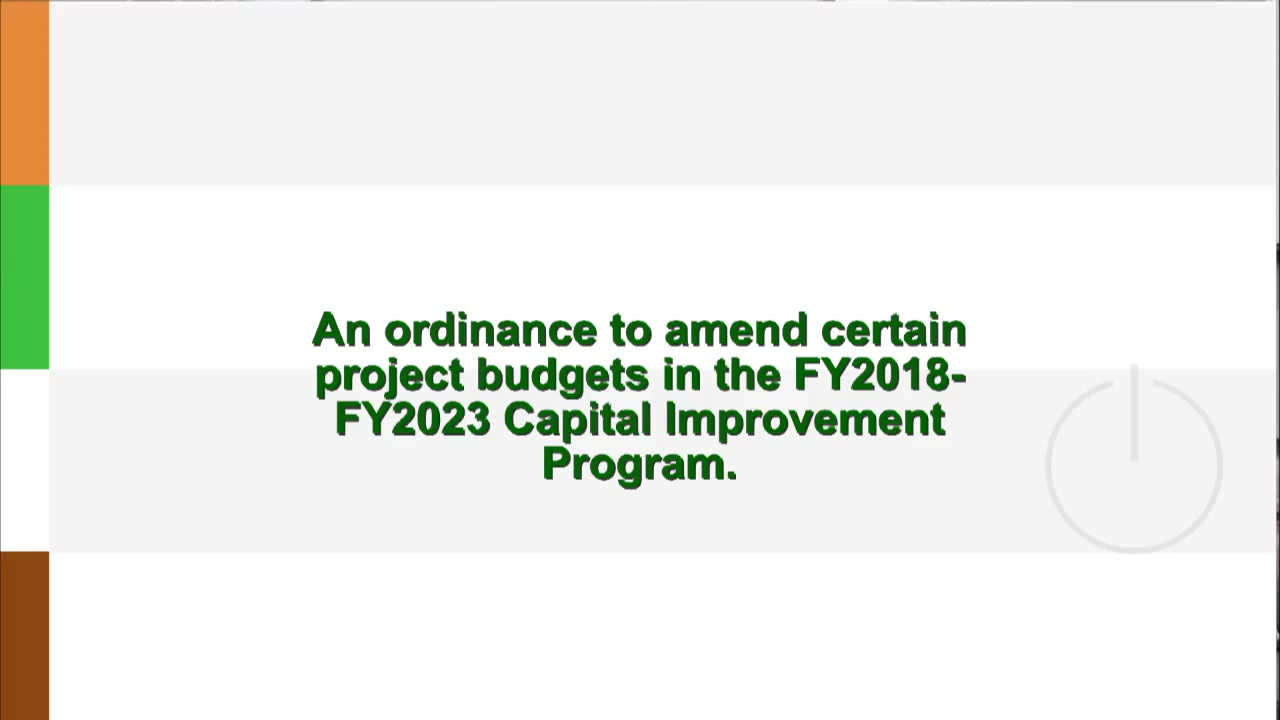 An ordinance to amend certain
project budgets in the FY2018-
FY2023 Capital Improvement
Program.